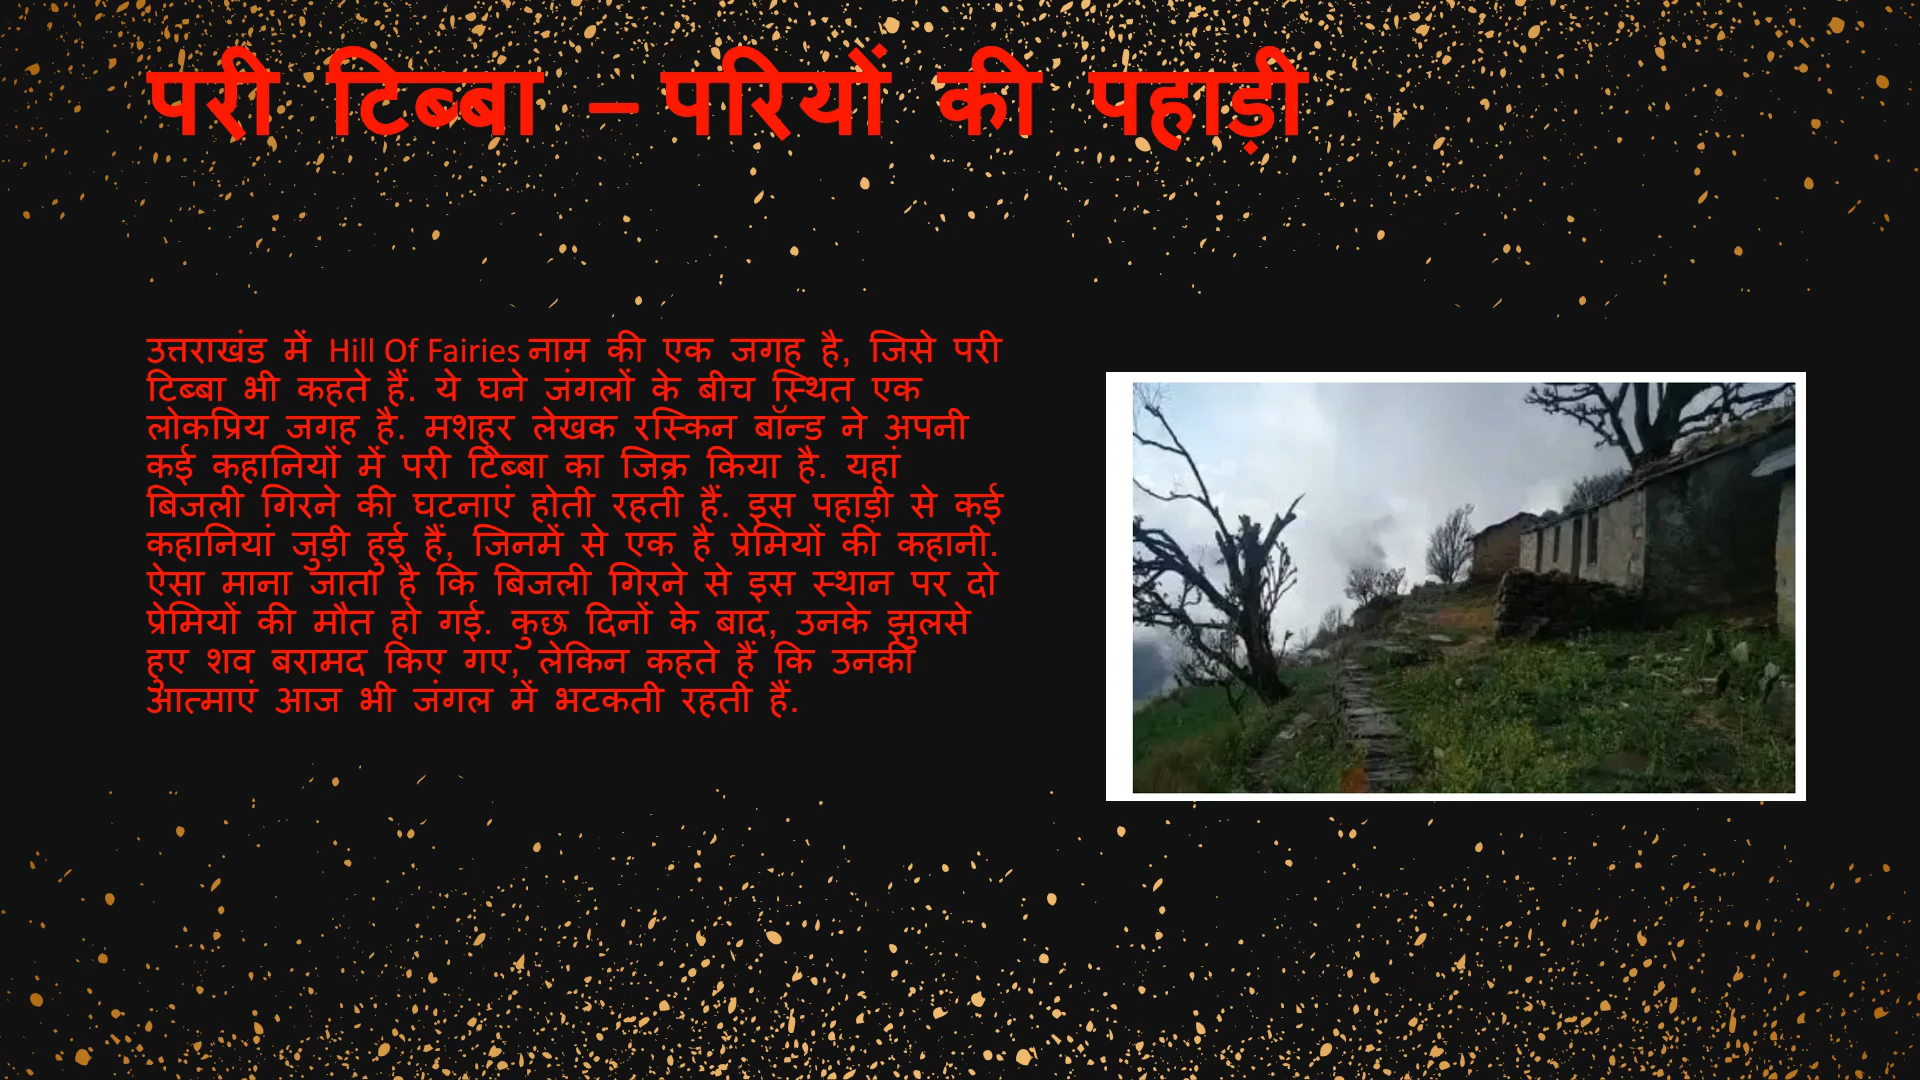 परी टिब्बा – परियों की पहाड़ी
उत्तराखंड में Hill Of Fairies नाम की एक जगह है, जिसे परी
टिब्बा भी कहते हैं. ये घने जंगलों के बीच स्थित एक
लोकप्रिय जगह है. मशहूर लेखक रस्किन बॉन्ड ने अपनी
कई कहानियों में परी टिब्बा का जिक्र किया है. यहां
बिजली गिरने की घटनाएं होती रहती हैं. इस पहाड़ी से कई
कहानियां जुड़ी हुई हैं, जिनमें से एक है प्रेमियों की कहानी.
ऐसा माना जाता है कि बिजली गिरने से इस स्थान पर दो
प्रेमियों की मौत हो गई. कुछ दिनों के बाद, उनके झुलसे
हुए शव बरामद किए गए, लेकिन कहते हैं कि उनकी
आत्माएं आज भी जंगल में भटकती रहती हैं.